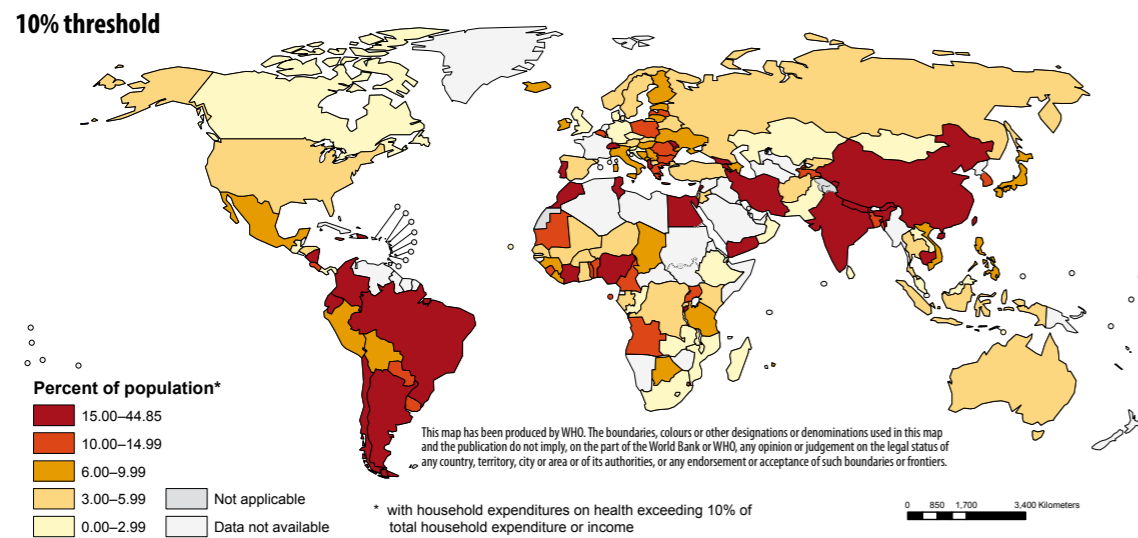 10% threshold
Percent of population*
15.00–44.85
10.00–14.99
6.00–9.99
3.00–5.99
0.00–2.99
Not applicable
Data not available
This map has been produced by WHO. The boundaries, colours or other designations or denominations used in this map
and the publication do not imply, on the part of the World Bank or WHO, any opinion or judgement on the legal status of
any country, territory, city or area or of its authorities, or any endorsement or acceptance of such boundaries or frontiers.
* with household expenditures on health exceeding 10% of
total household expenditure or income
0 850 1,700 3,400 Kilometers